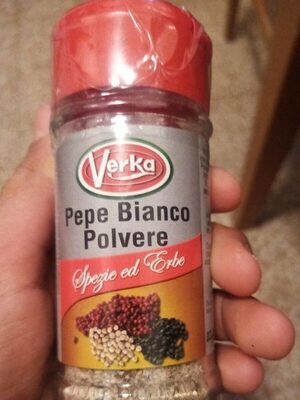 Verka
Pepe Bianco
Polvere
Spezie ed Erbe